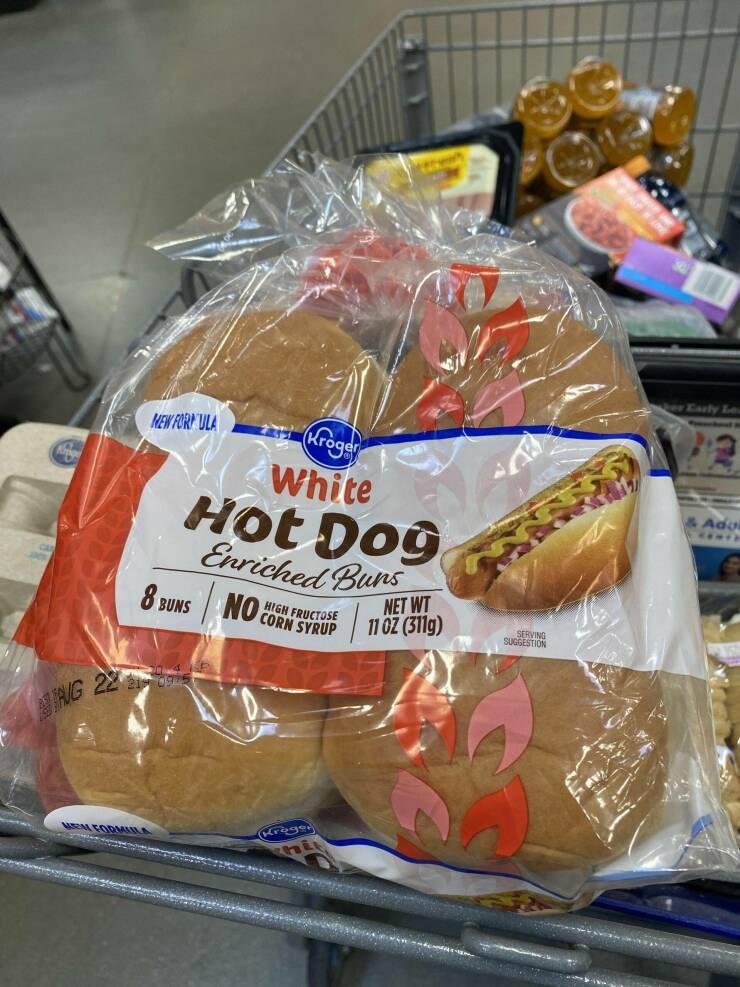 NEW FORMULA
Kroger
White
Hot Dog
Enriched Buns
8 BUNS
NO HIGH FRUCTOSE
CORN SYRUP
NET WT
11 OZ (311g)
SERVING
SUGGESTION
AUG 22
NEW FORMULA
Kroger